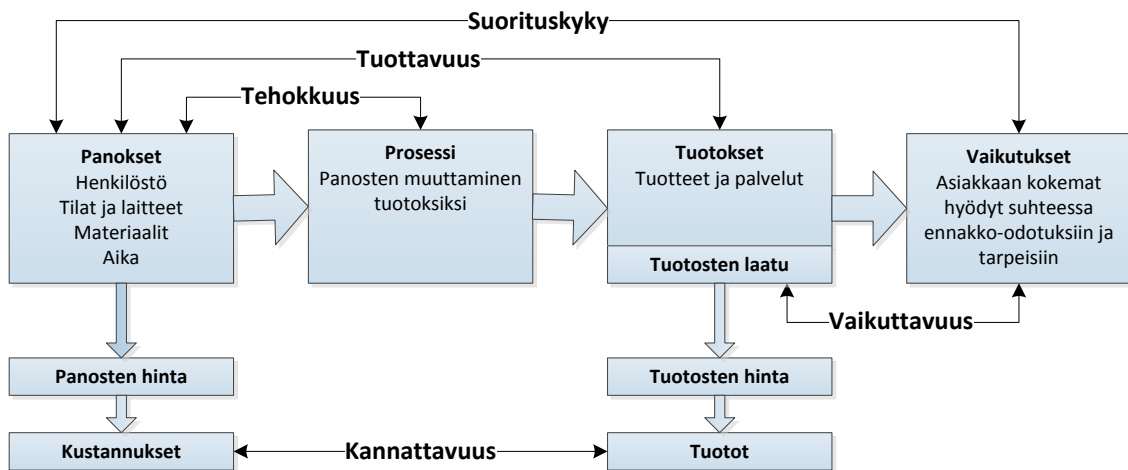 Suorituskyky
Tuottavuus
Tehokkuus
Panokset
Henkilöstö
Tilat ja laitteet
Materiaalit
Aika
Prosessi
Panosten muuttaminen
tuotoksiksi
Tuotokset
Tuotteet ja palvelut
Tuotosten laatu
Vaikutukset
Asiakkaan kokemat
hyödyt suhteessa
ennakko-odotuksiin ja
tarpeisiin
Vaikuttavuus
Panosten hinta
Tuotosten hinta
Kustannukset
Kannattavuus
Tuotot